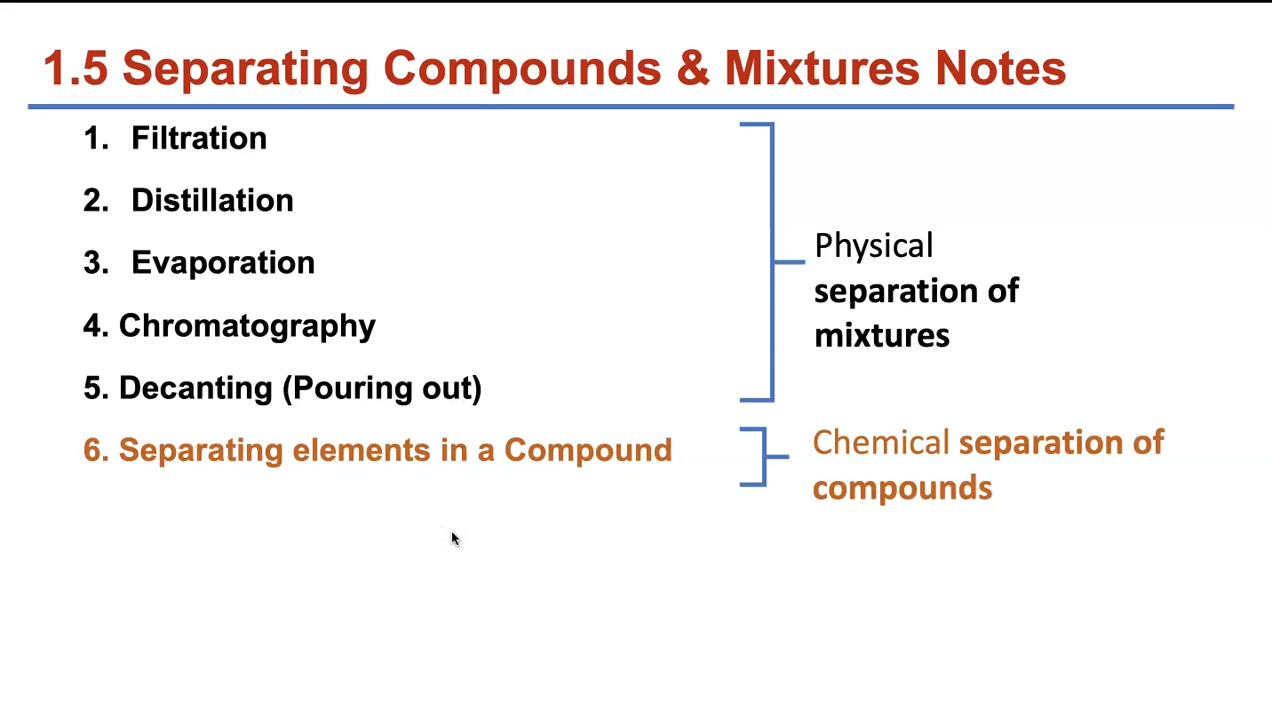 1.5 Separating Compounds & Mixtures Notes
1. Filtration
2. Distillation
3. Evaporation
4. Chromatography
5. Decanting (Pouring out)
6. Separating elements in a Compound
Physical
separation of
mixtures
Chemical separation of
compounds